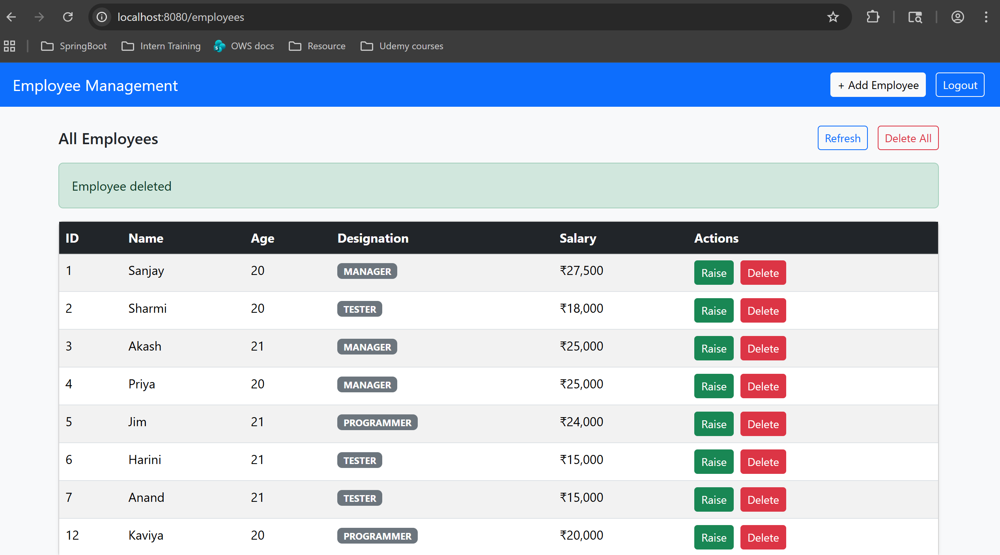 localhost:8080/employees
SpringBoot Intern Training OWS docs Resource Udemy courses
Employee Management + Add Employee Logout
All Employees Refresh Delete All
Employee deleted
ID Name Age Designation Salary Actions
1 Sanjay 20 MANAGER ₹27,500 Raise Delete
2 Sharmi 20 TESTER ₹18,000 Raise Delete
3 Akash 21 MANAGER ₹25,000 Raise Delete
4 Priya 20 MANAGER ₹25,000 Raise Delete
5 Jim 21 PROGRAMMER ₹24,000 Raise Delete
6 Harini 21 TESTER ₹15,000 Raise Delete
7 Anand 21 TESTER ₹15,000 Raise Delete
12 Kaviya 20 PROGRAMMER ₹20,000 Raise Delete